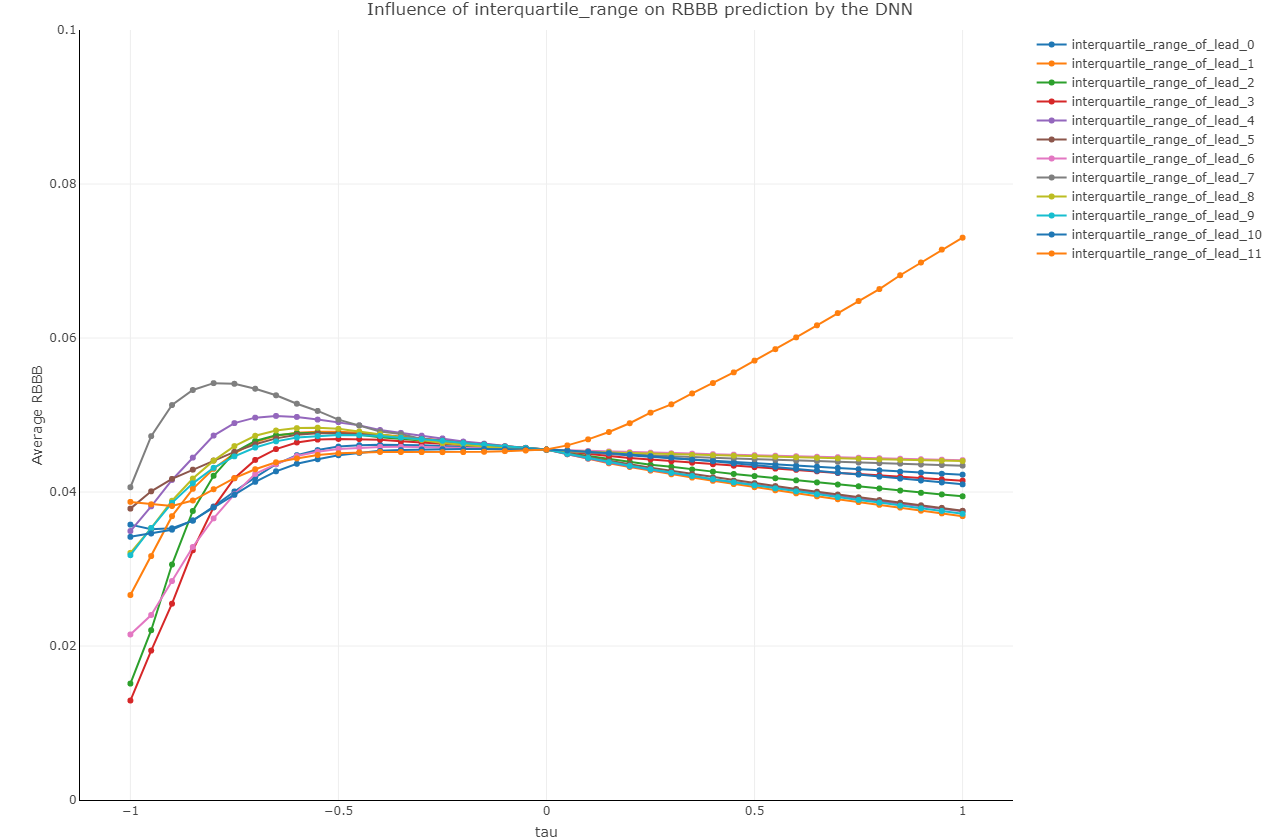 Influence of interquartile_range on RBBB prediction by the DNN
0.1
0.08
0.06
0.04
0.02
0
Average RBBB
−1
−0.5
0
0.5
1
tau
interquartile_range_of_lead_0
interquartile_range_of_lead_1
interquartile_range_of_lead_2
interquartile_range_of_lead_3
interquartile_range_of_lead_4
interquartile_range_of_lead_5
interquartile_range_of_lead_6
interquartile_range_of_lead_7
interquartile_range_of_lead_8
interquartile_range_of_lead_9
interquartile_range_of_lead_10
interquartile_range_of_lead_11